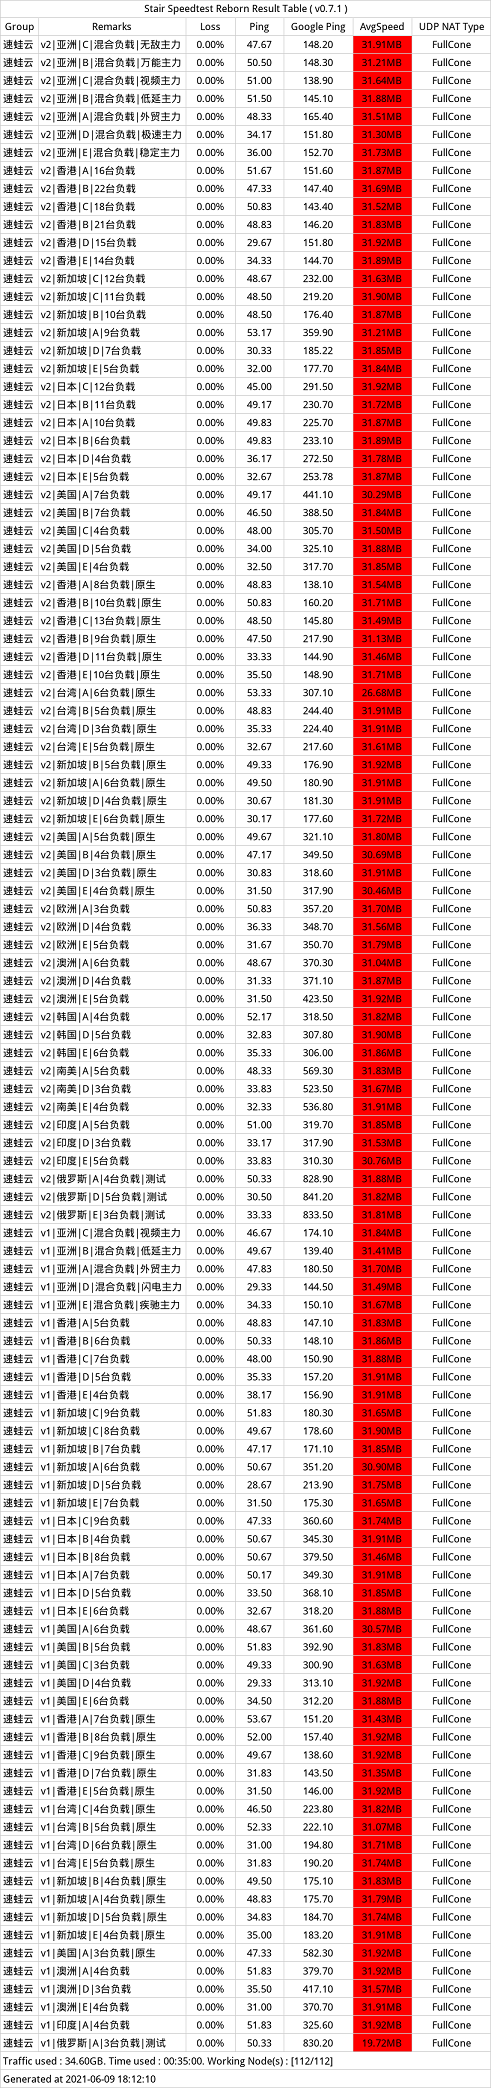 Stair Speedtest Reborn Result Table ( v0.7.1 )
Group Remarks Loss Ping Google Ping AvgSpeed UDP NAT Type
速蛙云 v2|亚洲|C|混合负载|无敌主力 0.00% 47.67 148.20 31.91MB FullCone
速蛙云 v2|亚洲|B|混合负载|万能主力 0.00% 50.50 148.30 31.21MB FullCone
速蛙云 v2|亚洲|C|混合负载|视频主力 0.00% 51.00 138.90 31.64MB FullCone
速蛙云 v2|亚洲|B|混合负载|低延主力 0.00% 51.50 145.10 31.88MB FullCone
速蛙云 v2|亚洲|A|混合负载|外贸主力 0.00% 48.33 165.40 31.51MB FullCone
速蛙云 v2|亚洲|D|混合负载|极速主力 0.00% 34.17 151.80 31.30MB FullCone
速蛙云 v2|亚洲|E|混合负载|稳定主力 0.00% 36.00 152.70 31.73MB FullCone
速蛙云 v2|香港|A|16台负载 0.00% 51.67 151.60 31.87MB FullCone
速蛙云 v2|香港|B|22台负载 0.00% 47.33 147.40 31.69MB FullCone
速蛙云 v2|香港|C|18台负载 0.00% 50.83 143.40 31.52MB FullCone
速蛙云 v2|香港|B|21台负载 0.00% 48.83 146.20 31.83MB FullCone
速蛙云 v2|香港|D|15台负载 0.00% 29.67 151.80 31.92MB FullCone
速蛙云 v2|香港|E|14台负载 0.00% 34.33 144.70 31.89MB FullCone
速蛙云 v2|新加坡|C|12台负载 0.00% 48.67 232.00 31.63MB FullCone
速蛙云 v2|新加坡|C|11台负载 0.00% 48.50 219.20 31.90MB FullCone
速蛙云 v2|新加坡|B|10台负载 0.00% 48.50 176.40 31.87MB FullCone
速蛙云 v2|新加坡|A|9台负载 0.00% 53.17 359.90 31.21MB FullCone
速蛙云 v2|新加坡|D|7台负载 0.00% 30.33 185.22 31.85MB FullCone
速蛙云 v2|新加坡|E|5台负载 0.00% 32.00 177.70 31.84MB FullCone
速蛙云 v2|日本|C|12台负载 0.00% 45.00 291.50 31.92MB FullCone
速蛙云 v2|日本|B|11台负载 0.00% 49.17 230.70 31.72MB FullCone
速蛙云 v2|日本|A|10台负载 0.00% 49.83 225.70 31.87MB FullCone
速蛙云 v2|日本|B|6台负载 0.00% 49.83 233.10 31.89MB FullCone
速蛙云 v2|日本|D|4台负载 0.00% 36.17 272.50 31.78MB FullCone
速蛙云 v2|日本|E|5台负载 0.00% 32.67 253.78 31.87MB FullCone
速蛙云 v2|美国|A|7台负载 0.00% 49.17 441.10 30.29MB FullCone
速蛙云 v2|美国|B|7台负载 0.00% 46.50 388.50 31.84MB FullCone
速蛙云 v2|美国|C|4台负载 0.00% 48.00 305.70 31.50MB FullCone
速蛙云 v2|美国|D|5台负载 0.00% 34.00 325.10 31.88MB FullCone
速蛙云 v2|美国|E|4台负载 0.00% 32.50 317.70 31.85MB FullCone
速蛙云 v2|香港|A|8台负载|原生 0.00% 48.83 138.10 31.54MB FullCone
速蛙云 v2|香港|B|10台负载|原生 0.00% 50.83 160.20 31.71MB FullCone
速蛙云 v2|香港|C|13台负载|原生 0.00% 48.50 145.80 31.49MB FullCone
速蛙云 v2|香港|B|9台负载|原生 0.00% 47.50 217.90 31.13MB FullCone
速蛙云 v2|香港|D|11台负载|原生 0.00% 33.33 144.90 31.46MB FullCone
速蛙云 v2|香港|E|10台负载|原生 0.00% 35.50 148.90 31.71MB FullCone
速蛙云 v2|台湾|A|6台负载|原生 0.00% 53.33 307.10 26.68MB FullCone
速蛙云 v2|台湾|B|5台负载|原生 0.00% 48.83 244.40 31.91MB FullCone
速蛙云 v2|台湾|D|3台负载|原生 0.00% 35.33 224.40 31.91MB FullCone
速蛙云 v2|台湾|E|5台负载|原生 0.00% 32.67 217.60 31.61MB FullCone
速蛙云 v2|新加坡|B|5台负载|原生 0.00% 49.33 176.90 31.92MB FullCone
速蛙云 v2|新加坡|A|6台负载|原生 0.00% 49.50 180.90 31.91MB FullCone
速蛙云 v2|新加坡|D|4台负载|原生 0.00% 30.67 181.30 31.91MB FullCone
速蛙云 v2|新加坡|E|6台负载|原生 0.00% 30.17 177.60 31.72MB FullCone
速蛙云 v2|美国|A|5台负载|原生 0.00% 49.67 321.10 31.80MB FullCone
速蛙云 v2|美国|B|4台负载|原生 0.00% 47.17 349.50 30.69MB FullCone
速蛙云 v2|美国|D|3台负载|原生 0.00% 30.83 318.60 31.91MB FullCone
速蛙云 v2|美国|E|4台负载|原生 0.00% 31.50 317.90 30.46MB FullCone
速蛙云 v2|欧洲|A|3台负载 0.00% 50.83 357.20 31.70MB FullCone
速蛙云 v2|欧洲|D|4台负载 0.00% 36.33 348.70 31.56MB FullCone
速蛙云 v2|欧洲|E|5台负载 0.00% 31.67 350.70 31.79MB FullCone
速蛙云 v2|澳洲|A|6台负载 0.00% 48.67 370.30 31.04MB FullCone
速蛙云 v2|澳洲|D|4台负载 0.00% 31.33 371.10 31.87MB FullCone
速蛙云 v2|澳洲|E|5台负载 0.00% 31.50 423.50 31.92MB FullCone
速蛙云 v2|韩国|A|4台负载 0.00% 52.17 318.50 31.82MB FullCone
速蛙云 v2|韩国|D|5台负载 0.00% 32.83 307.80 31.90MB FullCone
速蛙云 v2|韩国|E|6台负载 0.00% 35.33 306.00 31.86MB FullCone
速蛙云 v2|南美|A|5台负载 0.00% 48.33 569.30 31.83MB FullCone
速蛙云 v2|南美|D|3台负载 0.00% 33.83 523.50 31.67MB FullCone
速蛙云 v2|南美|E|4台负载 0.00% 32.33 536.80 31.91MB FullCone
速蛙云 v2|印度|A|5台负载 0.00% 51.00 319.70 31.85MB FullCone
速蛙云 v2|印度|D|3台负载 0.00% 33.17 317.90 31.53MB FullCone
速蛙云 v2|印度|E|5台负载 0.00% 33.83 310.30 30.76MB FullCone
速蛙云 v2|俄罗斯|A|4台负载|测试 0.00% 50.33 828.90 31.88MB FullCone
速蛙云 v2|俄罗斯|D|5台负载|测试 0.00% 30.50 841.20 31.82MB FullCone
速蛙云 v2|俄罗斯|E|3台负载|测试 0.00% 33.33 833.50 31.81MB FullCone
速蛙云 v1|亚洲|C|混合负载|视频主力 0.00% 46.67 174.10 31.84MB FullCone
速蛙云 v1|亚洲|B|混合负载|低延主力 0.00% 49.67 139.40 31.41MB FullCone
速蛙云 v1|亚洲|A|混合负载|外贸主力 0.00% 47.83 180.50 31.70MB FullCone
速蛙云 v1|亚洲|D|混合负载|闪电主力 0.00% 29.33 144.50 31.49MB FullCone
速蛙云 v1|亚洲|E|混合负载|疾驰主力 0.00% 34.33 150.10 31.67MB FullCone
速蛙云 v1|香港|A|5台负载 0.00% 48.83 147.10 31.83MB FullCone
速蛙云 v1|香港|B|6台负载 0.00% 50.33 148.10 31.86MB FullCone
速蛙云 v1|香港|C|7台负载 0.00% 48.00 150.90 31.88MB FullCone
速蛙云 v1|香港|D|5台负载 0.00% 35.33 157.20 31.91MB FullCone
速蛙云 v1|香港|E|4台负载 0.00% 38.17 156.90 31.91MB FullCone
速蛙云 v1|新加坡|C|9台负载 0.00% 51.83 180.30 31.65MB FullCone
速蛙云 v1|新加坡|C|8台负载 0.00% 49.67 178.60 31.90MB FullCone
速蛙云 v1|新加坡|B|7台负载 0.00% 47.17 171.10 31.85MB FullCone
速蛙云 v1|新加坡|A|6台负载 0.00% 50.67 351.20 30.90MB FullCone
速蛙云 v1|新加坡|D|5台负载 0.00% 28.67 213.90 31.75MB FullCone
速蛙云 v1|新加坡|E|7台负载 0.00% 31.50 175.30 31.65MB FullCone
速蛙云 v1|日本|C|9台负载 0.00% 47.33 360.60 31.74MB FullCone
速蛙云 v1|日本|B|4台负载 0.00% 50.67 345.30 31.91MB FullCone
速蛙云 v1|日本|B|8台负载 0.00% 50.67 379.50 31.46MB FullCone
速蛙云 v1|日本|A|7台负载 0.00% 50.17 349.30 31.91MB FullCone
速蛙云 v1|日本|D|5台负载 0.00% 33.50 368.10 31.85MB FullCone
速蛙云 v1|日本|E|6台负载 0.00% 32.67 318.20 31.88MB FullCone
速蛙云 v1|美国|A|6台负载 0.00% 48.67 361.60 30.57MB FullCone
速蛙云 v1|美国|B|5台负载 0.00% 51.83 392.90 31.83MB FullCone
速蛙云 v1|美国|C|3台负载 0.00% 49.33 300.90 31.63MB FullCone
速蛙云 v1|美国|D|4台负载 0.00% 29.33 313.10 31.92MB FullCone
速蛙云 v1|美国|E|6台负载 0.00% 34.50 312.20 31.88MB FullCone
速蛙云 v1|香港|A|7台负载|原生 0.00% 53.67 151.20 31.43MB FullCone
速蛙云 v1|香港|B|8台负载|原生 0.00% 52.00 157.40 31.92MB FullCone
速蛙云 v1|香港|C|9台负载|原生 0.00% 49.67 138.60 31.92MB FullCone
速蛙云 v1|香港|D|7台负载|原生 0.00% 31.83 143.50 31.35MB FullCone
速蛙云 v1|香港|E|5台负载|原生 0.00% 31.50 146.00 31.92MB FullCone
速蛙云 v1|台湾|C|4台负载|原生 0.00% 46.50 223.80 31.82MB FullCone
速蛙云 v1|台湾|B|5台负载|原生 0.00% 52.33 222.10 31.07MB FullCone
速蛙云 v1|台湾|D|6台负载|原生 0.00% 31.00 194.80 31.71MB FullCone
速蛙云 v1|台湾|E|5台负载|原生 0.00% 31.83 190.20 31.74MB FullCone
速蛙云 v1|新加坡|B|4台负载|原生 0.00% 49.50 175.10 31.83MB FullCone
速蛙云 v1|新加坡|A|4台负载|原生 0.00% 48.83 175.70 31.79MB FullCone
速蛙云 v1|新加坡|D|5台负载|原生 0.00% 34.83 184.70 31.74MB FullCone
速蛙云 v1|新加坡|E|4台负载|原生 0.00% 35.00 183.20 31.91MB FullCone
速蛙云 v1|美国|A|3台负载|原生 0.00% 47.33 582.30 31.92MB FullCone
速蛙云 v1|澳洲|A|4台负载 0.00% 51.83 379.70 31.92MB FullCone
速蛙云 v1|澳洲|D|3台负载 0.00% 35.50 417.10 31.57MB FullCone
速蛙云 v1|澳洲|E|4台负载 0.00% 31.00 370.70 31.91MB FullCone
速蛙云 v1|印度|A|4台负载 0.00% 51.83 325.60 31.92MB FullCone
速蛙云 v1|俄罗斯|A|3台负载|测试 0.00% 50.33 830.20 19.72MB FullCone
Traffic used : 34.60GB. Time used : 00:35:00. Working Node(s) : [112/112]
Generated at 2021-06-09 18:12:10